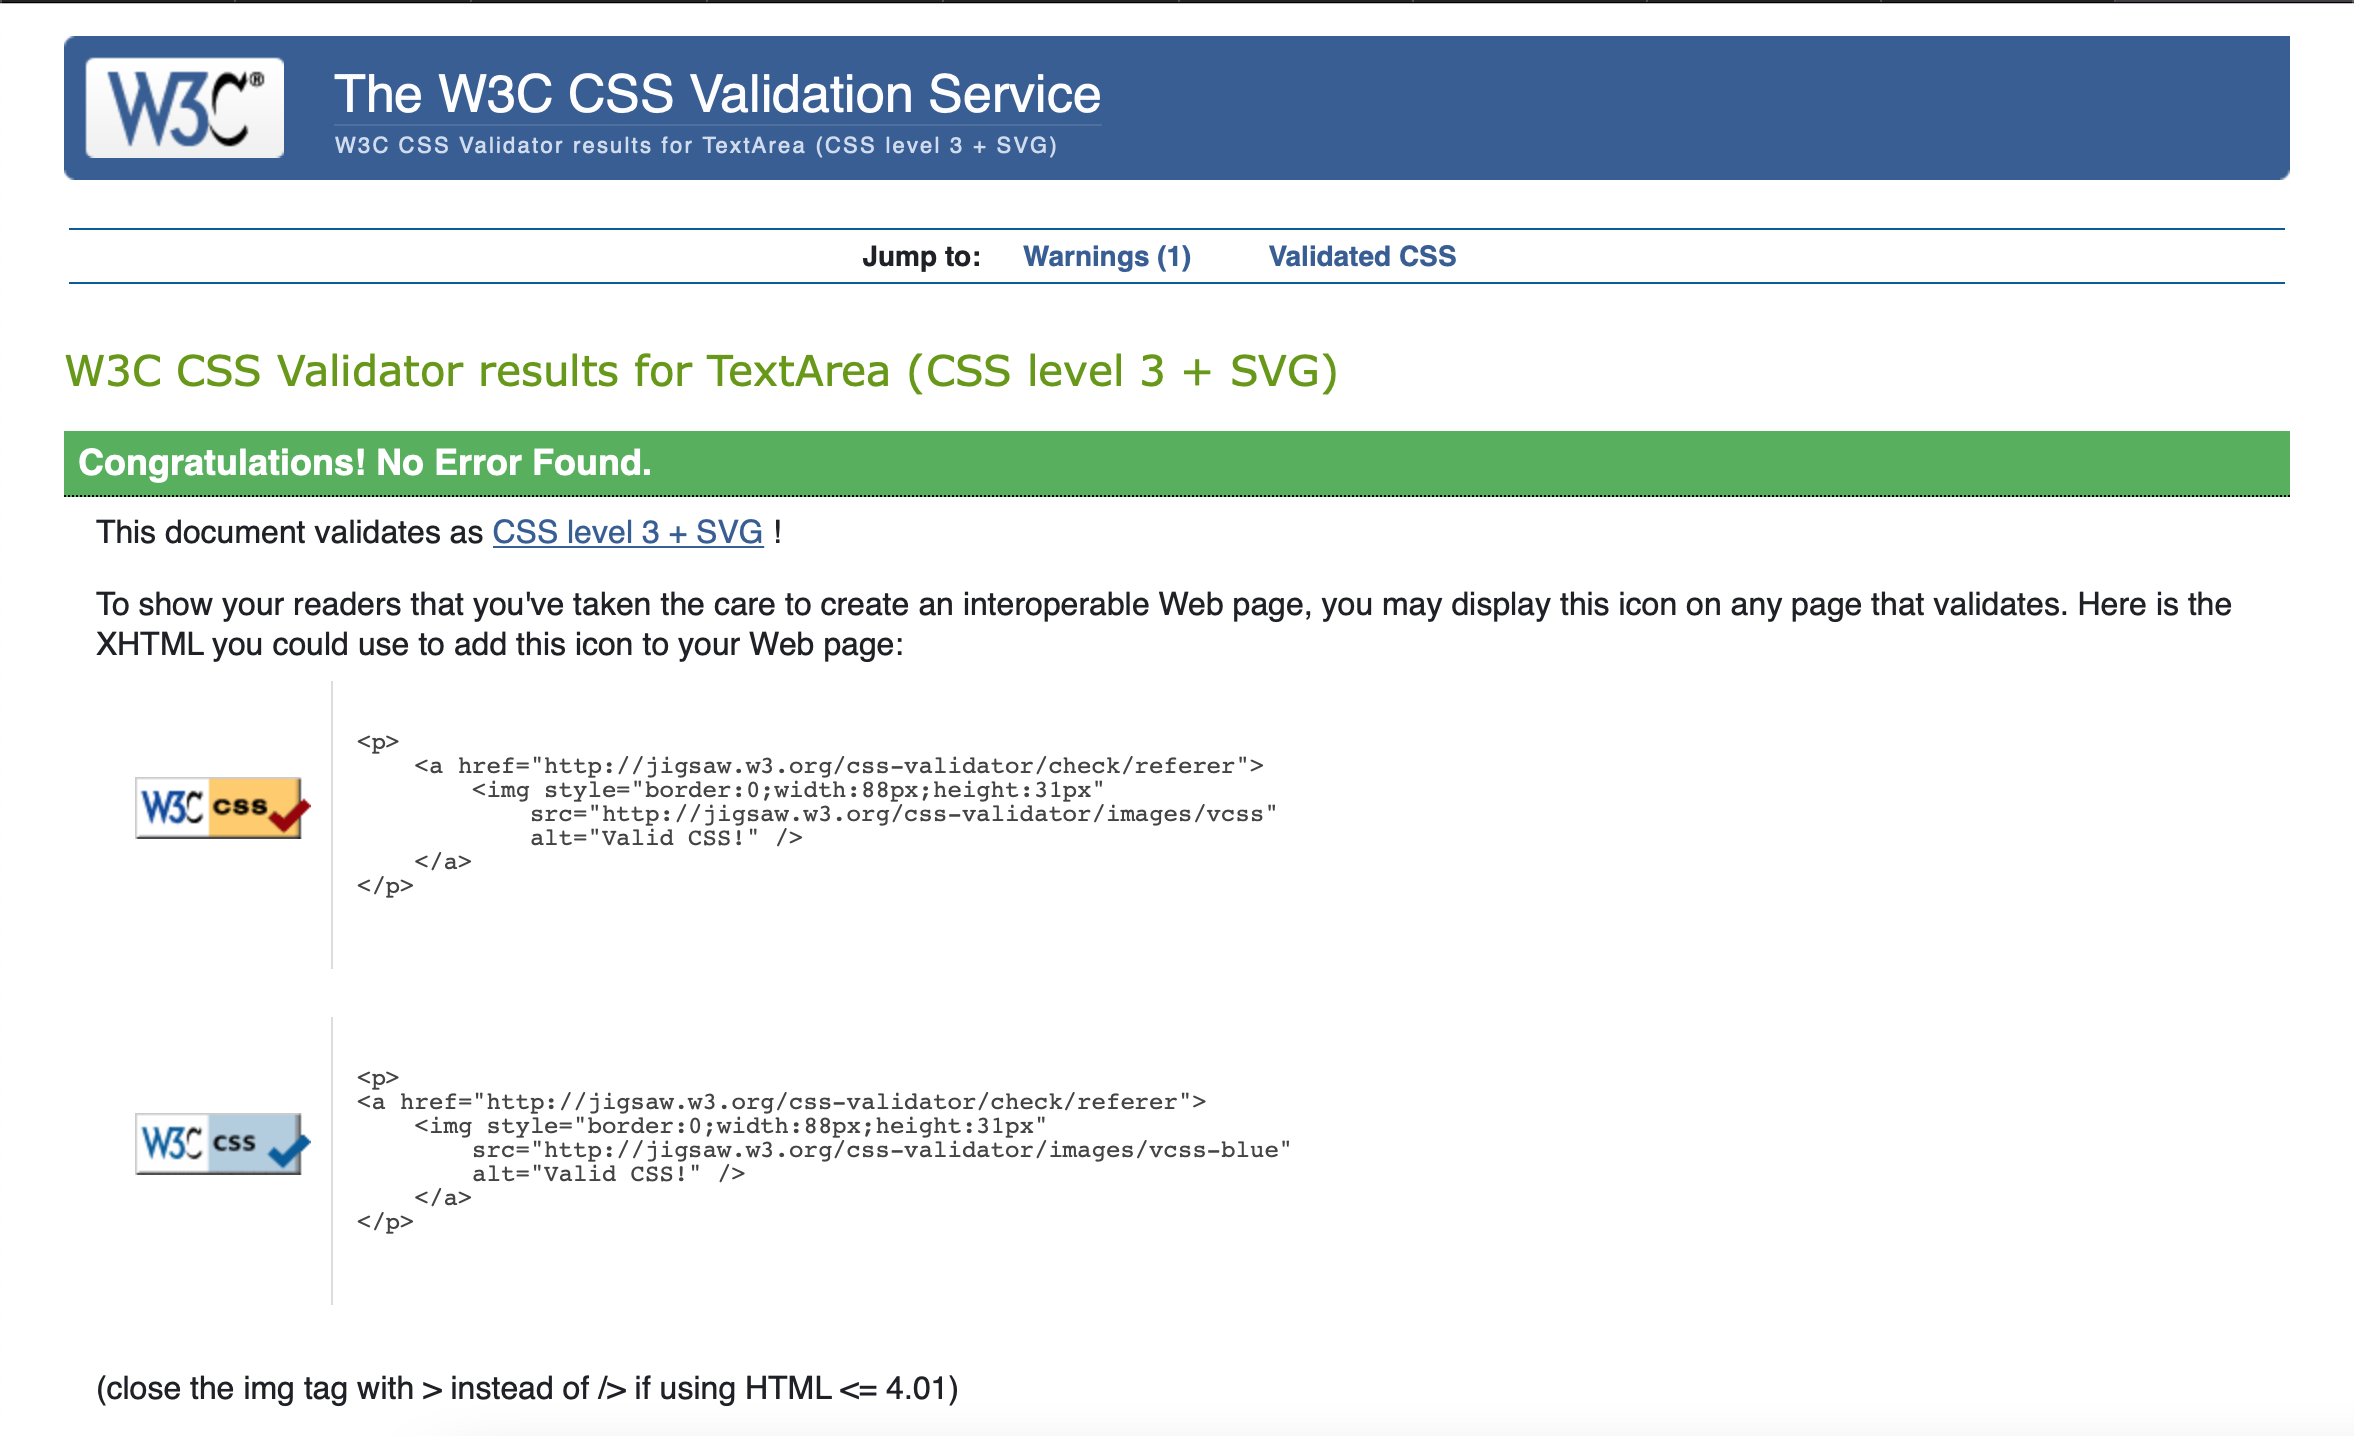 W3C®
The W3C CSS Validation Service
W3C CSS Validator results for TextArea (CSS level 3 + SVG)
Jump to: Warnings (1) Validated CSS
W3C CSS Validator results for TextArea (CSS level 3 + SVG)
Congratulations! No Error Found.
This document validates as CSS level 3 + SVG !
To show your readers that you've taken the care to create an interoperable Web page, you may display this icon on any page that validates. Here is the
XHTML you could use to add this icon to your Web page:
W3C css
<p>
    <a href="http://jigsaw.w3.org/css-validator/check/referer">
        <img style="border:0;width:88px;height:31px"
            src="http://jigsaw.w3.org/css-validator/images/vcss"
            alt="Valid CSS!" />
    </a>
</p>
W3C css
<p>
<a href="http://jigsaw.w3.org/css-validator/check/referer">
    <img style="border:0;width:88px;height:31px"
        src="http://jigsaw.w3.org/css-validator/images/vcss-blue"
        alt="Valid CSS!" />
    </a>
</p>
(close the img tag with > instead of /> if using HTML <= 4.01)